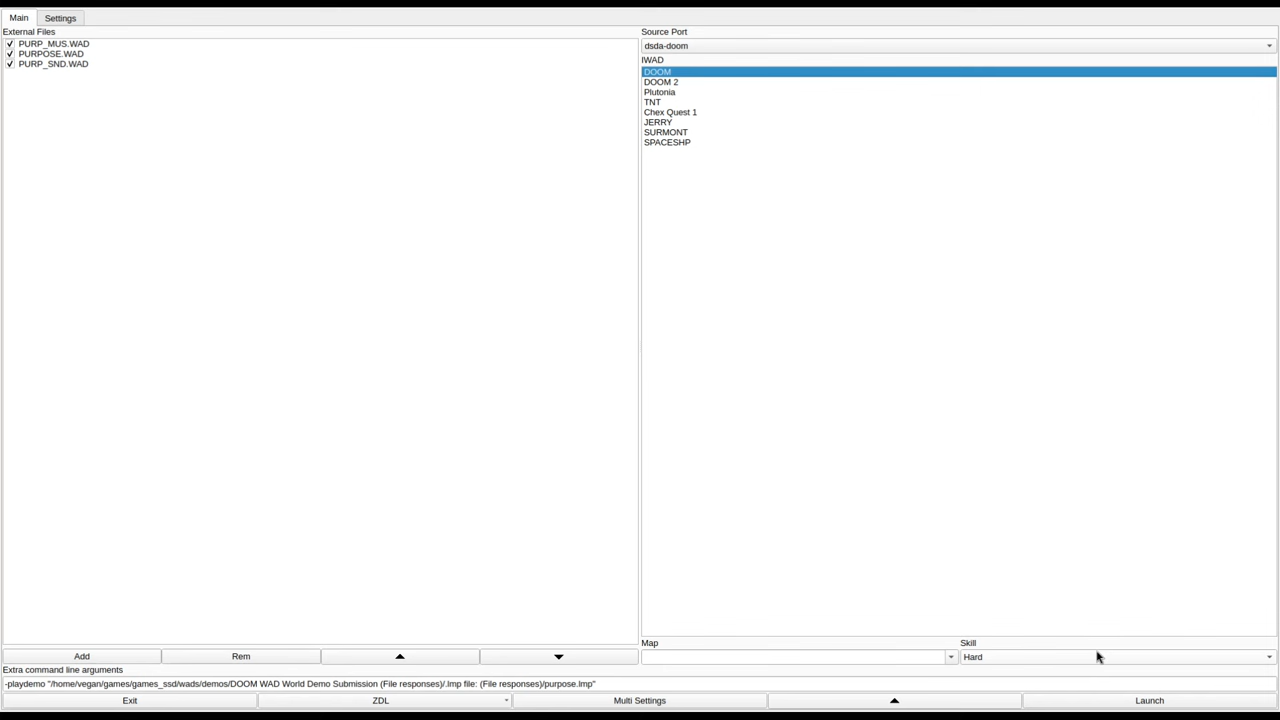 Main Settings
External Files
PURP_MUS.WAD
PURPOSE.WAD
PURP_SND.WAD
Source Port
dsda-doom
IWAD
DOOM
DOOM 2
Plutonia
TNT
Chex Quest 1
JERRY
SURMONT
SPACESHP
Map Skill
Hard
Add Rem
Extra command line arguments
-playdemo "/home/vegan/games/games_ssd/wads/demos/DOOM WAD World Demo Submission (File responses)/.lmp file: (File responses)/purpose.lmp"
Exit ZDL Multi Settings Launch